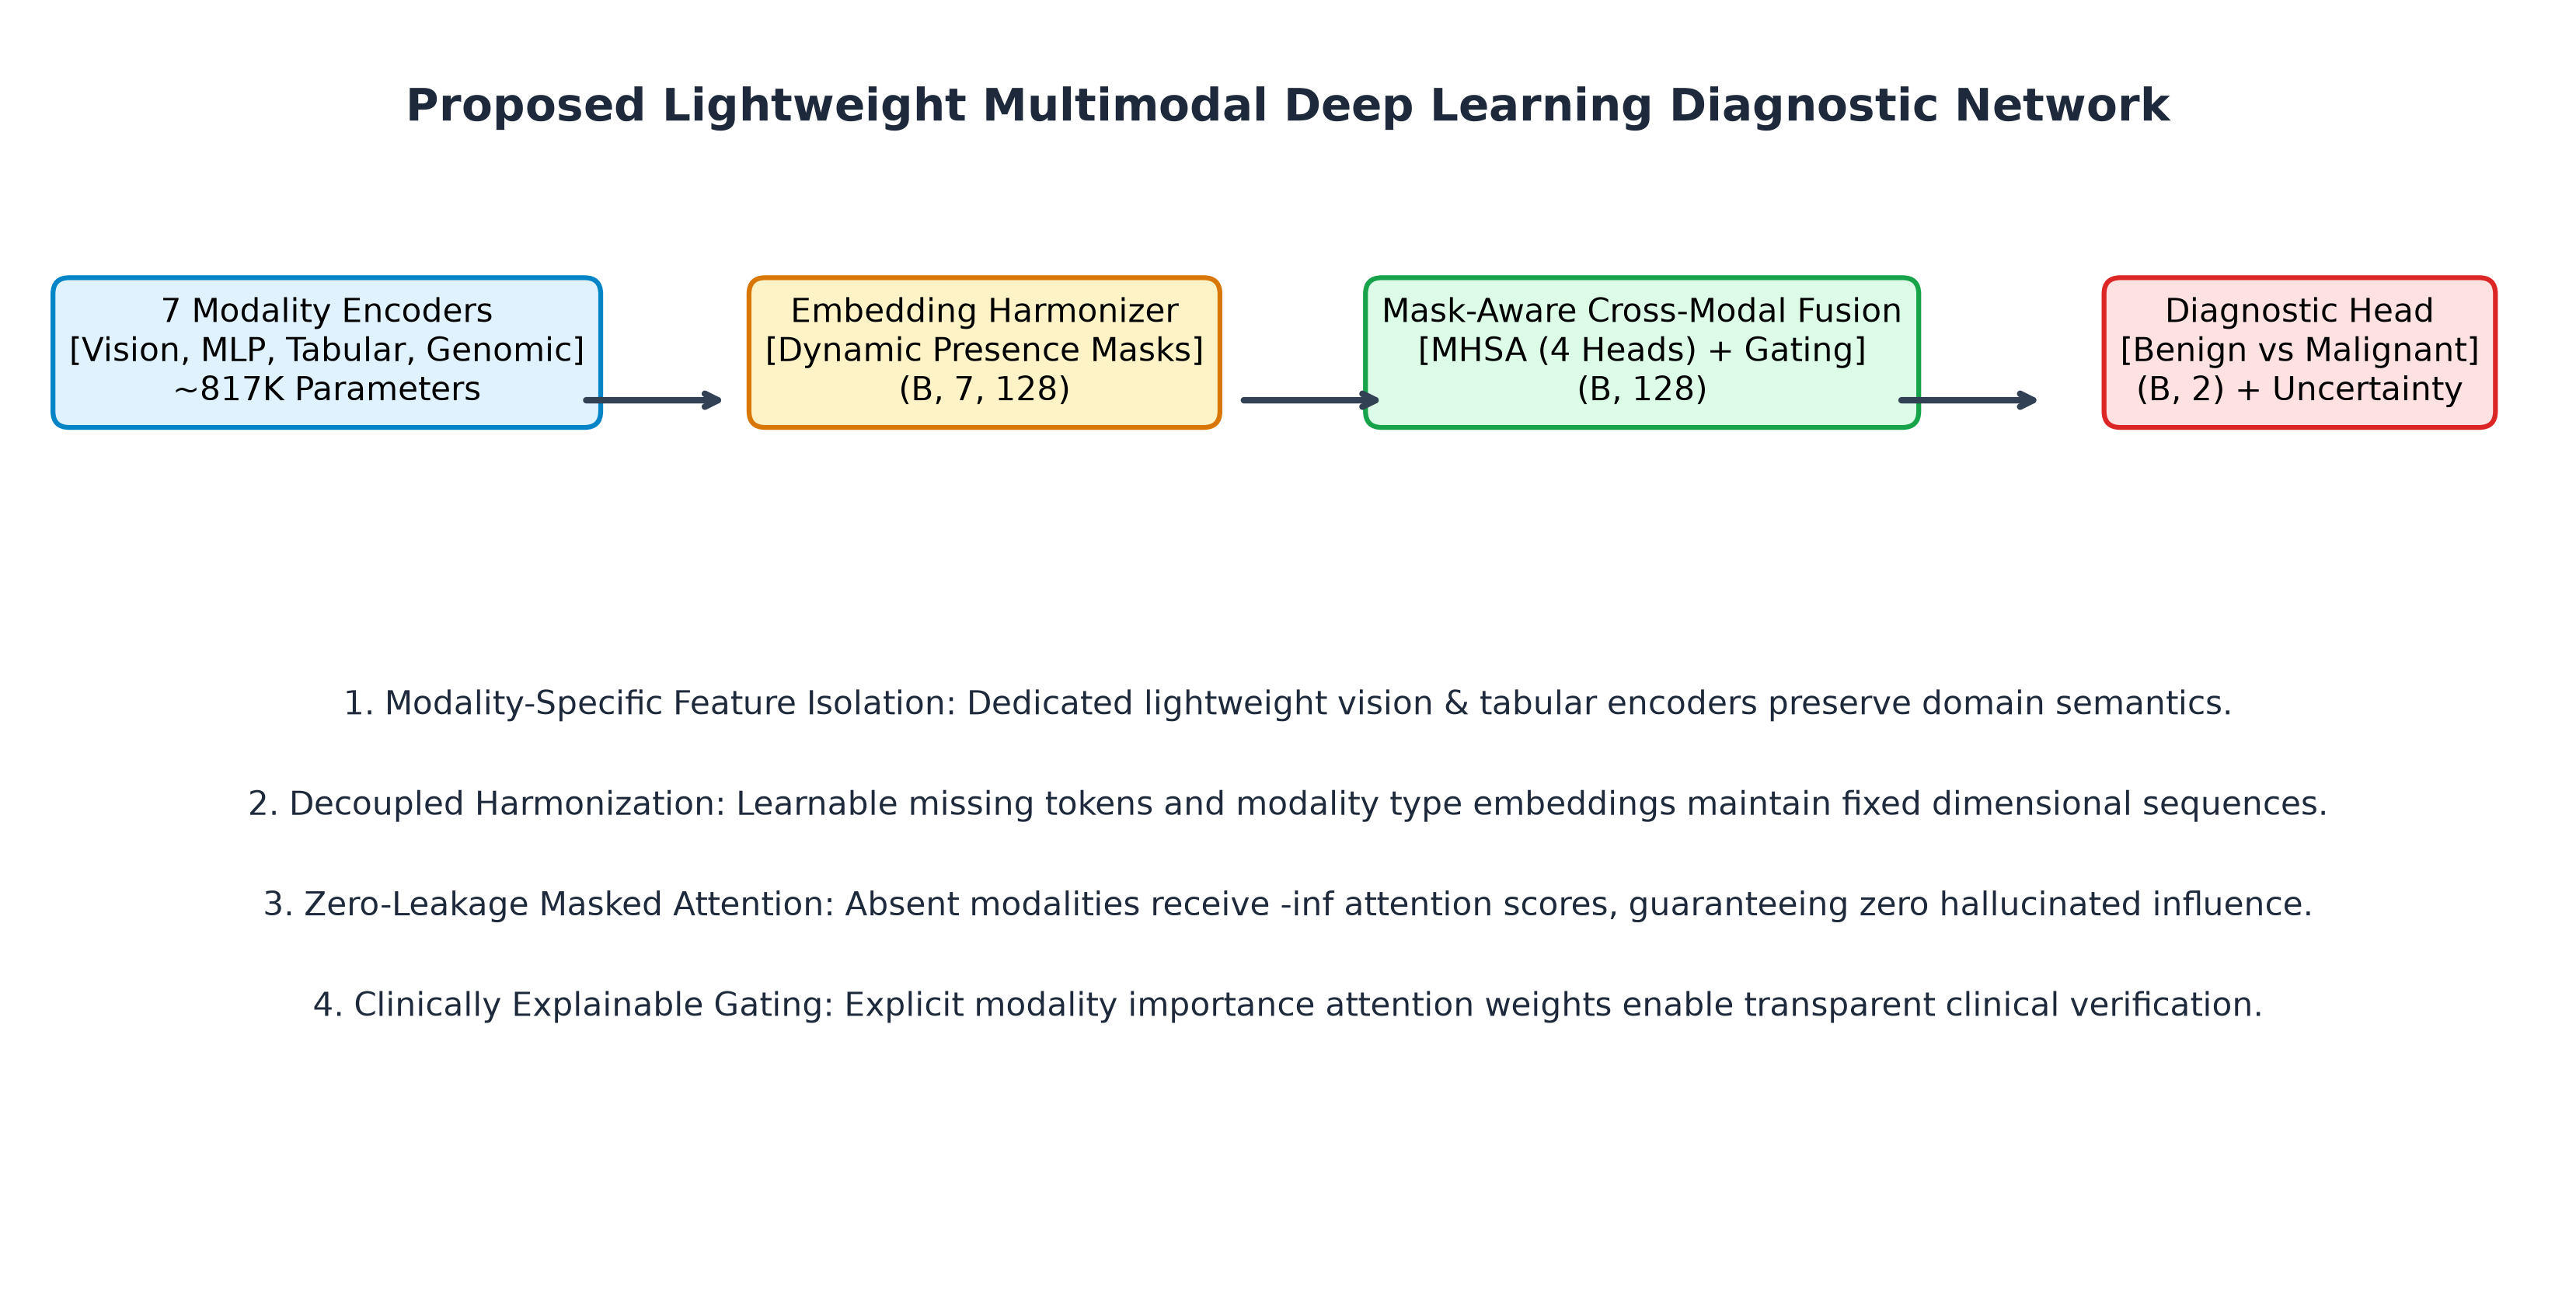 Proposed Lightweight Multimodal Deep Learning Diagnostic Network
7 Modality Encoders
[Vision, MLP, Tabular, Genomic]
~817K Parameters
Embedding Harmonizer
[Dynamic Presence Masks]
(B, 7, 128)
Mask-Aware Cross-Modal Fusion
[MHSA (4 Heads) + Gating]
(B, 128)
Diagnostic Head
[Benign vs Malignant]
(B, 2) + Uncertainty
1. Modality-Specific Feature Isolation: Dedicated lightweight vision & tabular encoders preserve domain semantics.
2. Decoupled Harmonization: Learnable missing tokens and modality type embeddings maintain fixed dimensional sequences.
3. Zero-Leakage Masked Attention: Absent modalities receive -inf attention scores, guaranteeing zero hallucinated influence.
4. Clinically Explainable Gating: Explicit modality importance attention weights enable transparent clinical verification.